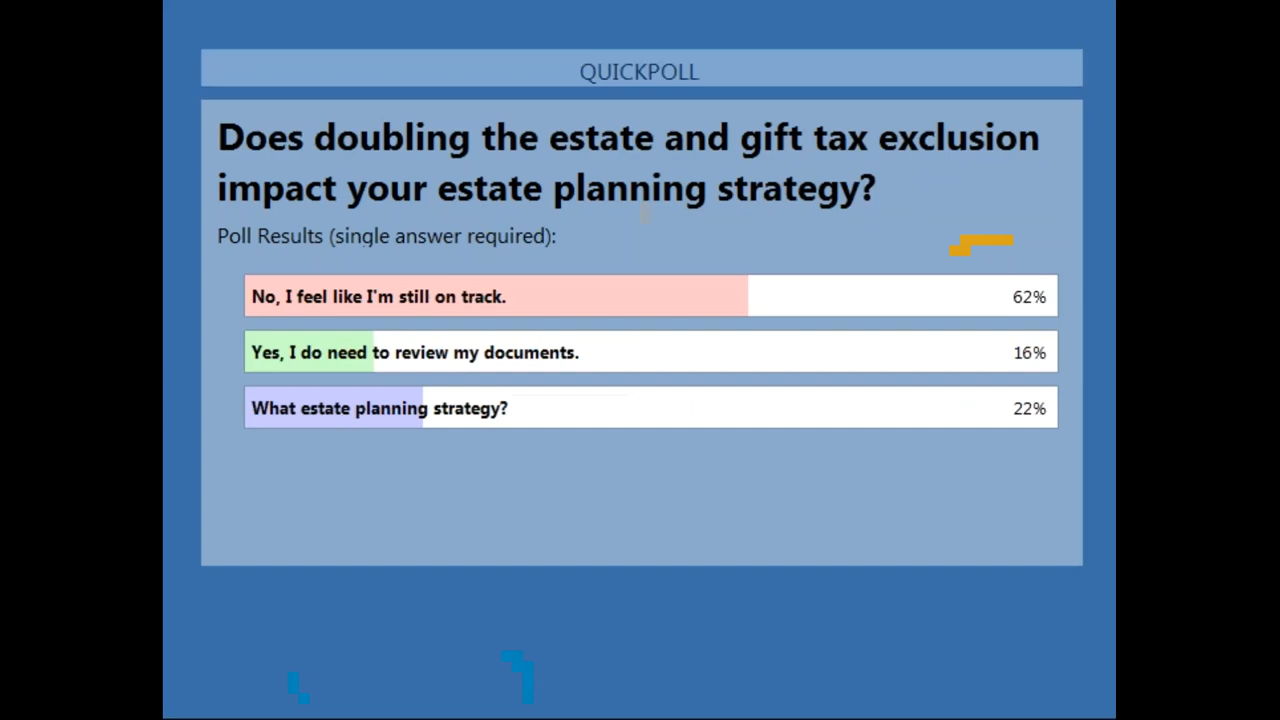 QUICKPOLL
Does doubling the estate and gift tax exclusion
impact your estate planning strategy?
Poll Results (single answer required):
No, I feel like I'm still on track. 62%
Yes, I do need to review my documents. 16%
What estate planning strategy? 22%